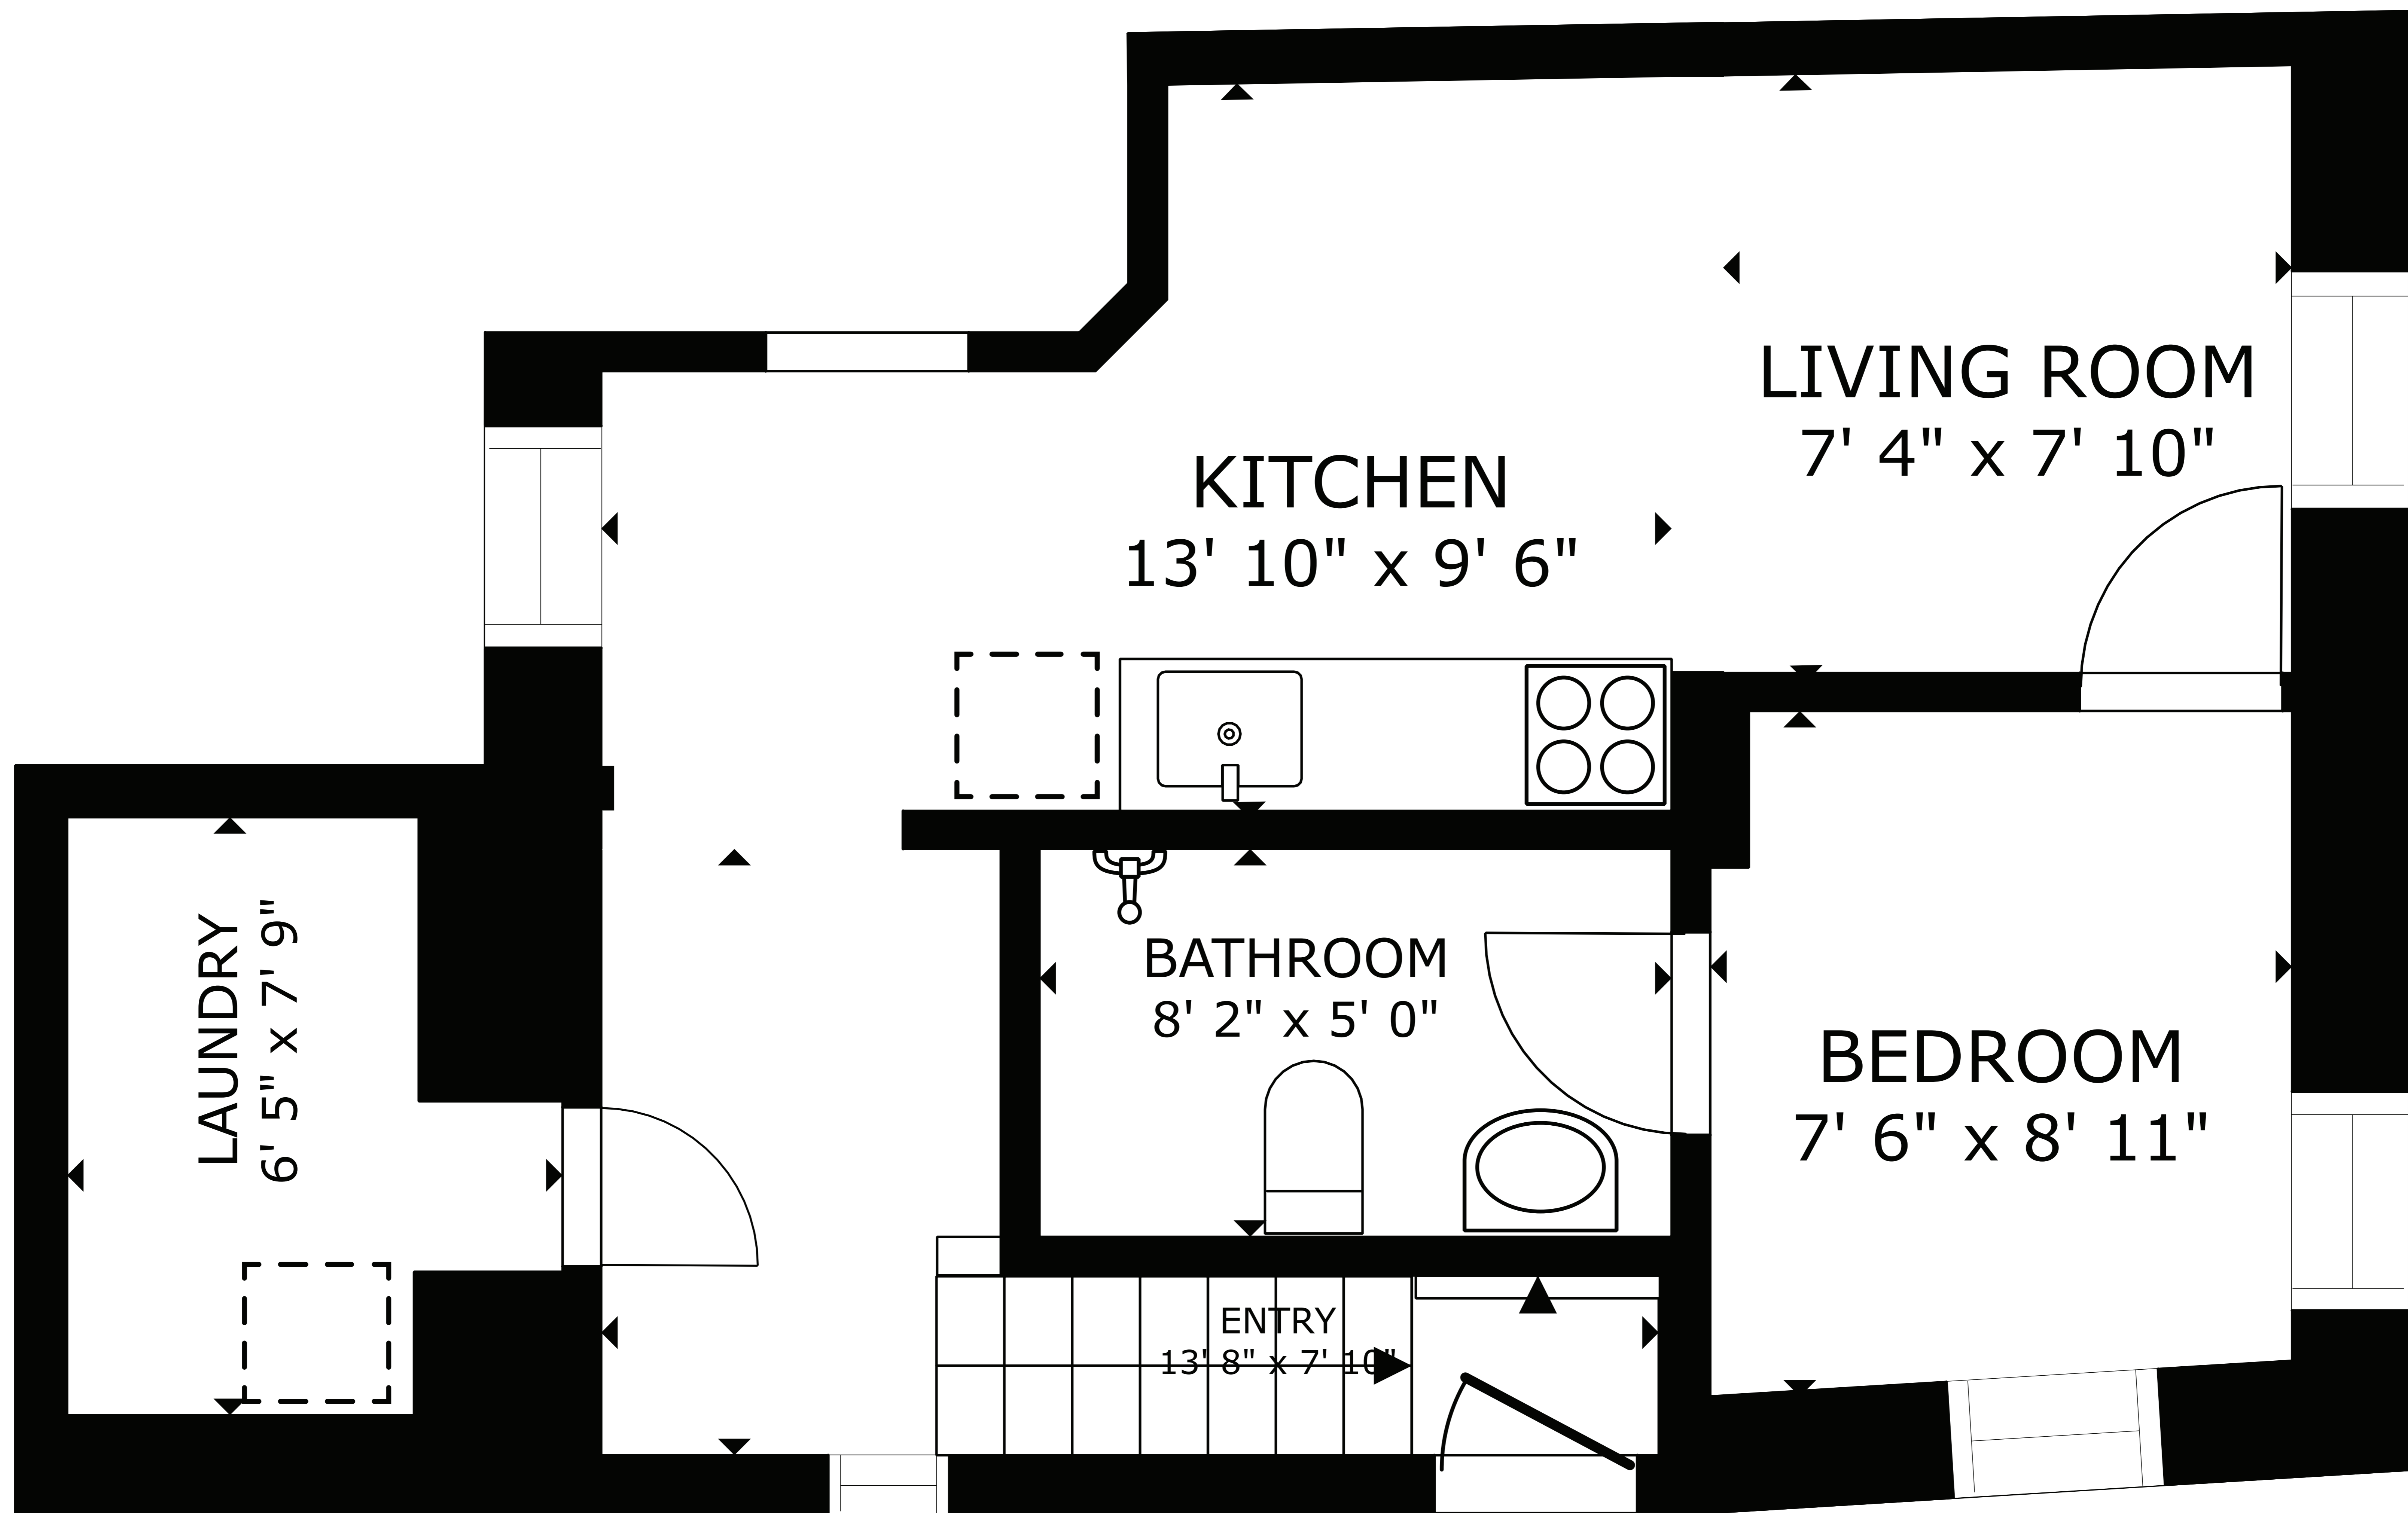 LIVING ROOM
7' 4" x 7' 10"
KITCHEN
13' 10" x 9' 6"
LAUNDRY
6' 5" x 7' 9"
BATHROOM
8' 2" x 5' 0"
BEDROOM
7' 6" x 8' 11"
ENTRY
13' 8" x 7' 10"